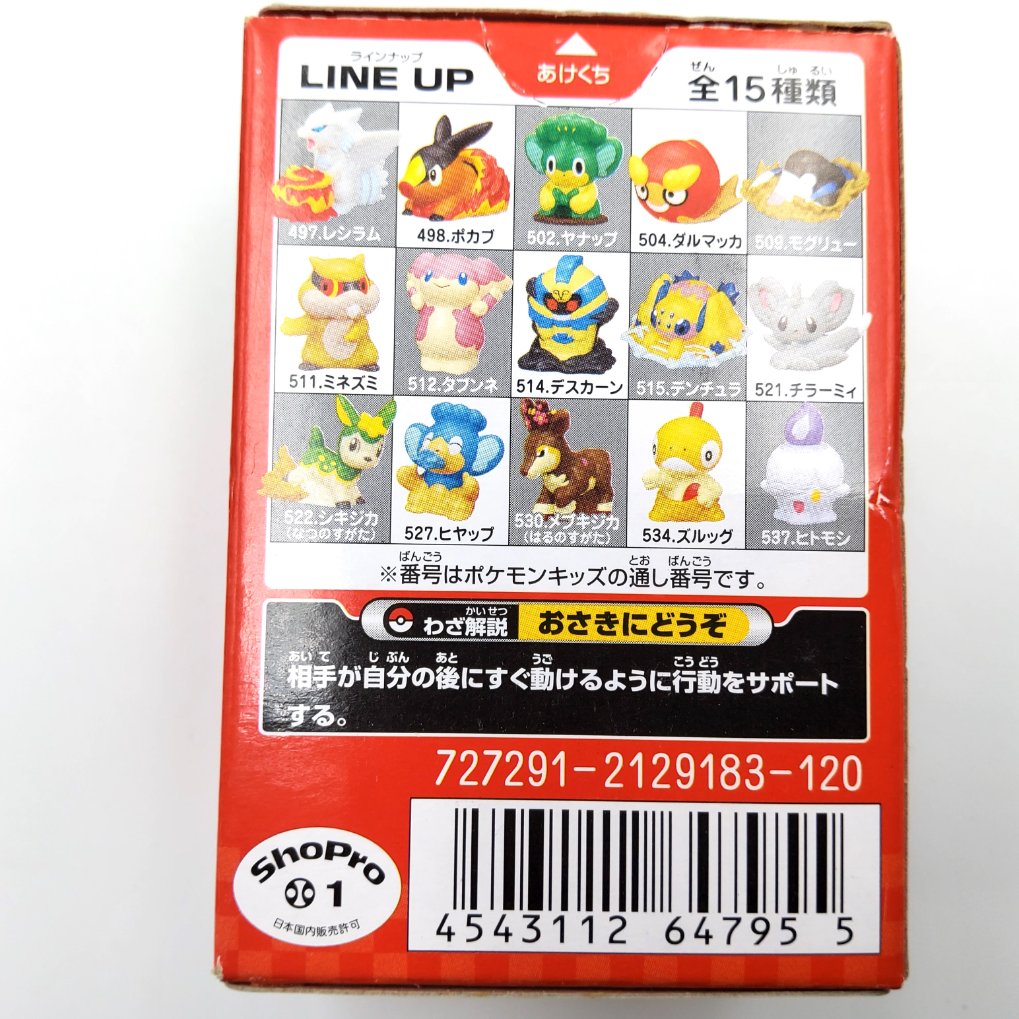 ラインナップ
LINE UP
あけくち
ぜん しゅ るい
全15種類
497.レシラム
498.ポカブ
502.ヤナップ
504.ダルマッカ
509.モグリュー
511.ミネズミ
512.タブンネ
514.デスカーン
515.デンチュラ
521.チラーミィ
522.シキジカ
(なつのすがた)
527.ヒヤップ
530.メブキジカ
(はるのすがた)
534.ズルッグ
537.ヒトモシ
ばんごう とお ばんごう
※番号はポケモンキッズの通し番号です。
かいせつ
わざ解説 おさきにどうぞ
あいて じぶん あと うご こうどう
相手が自分の後にすぐ動けるように行動をサポート
する。
727291-2129183-120
ShoPro
1
日本国内販売許可
4543112 64795 5